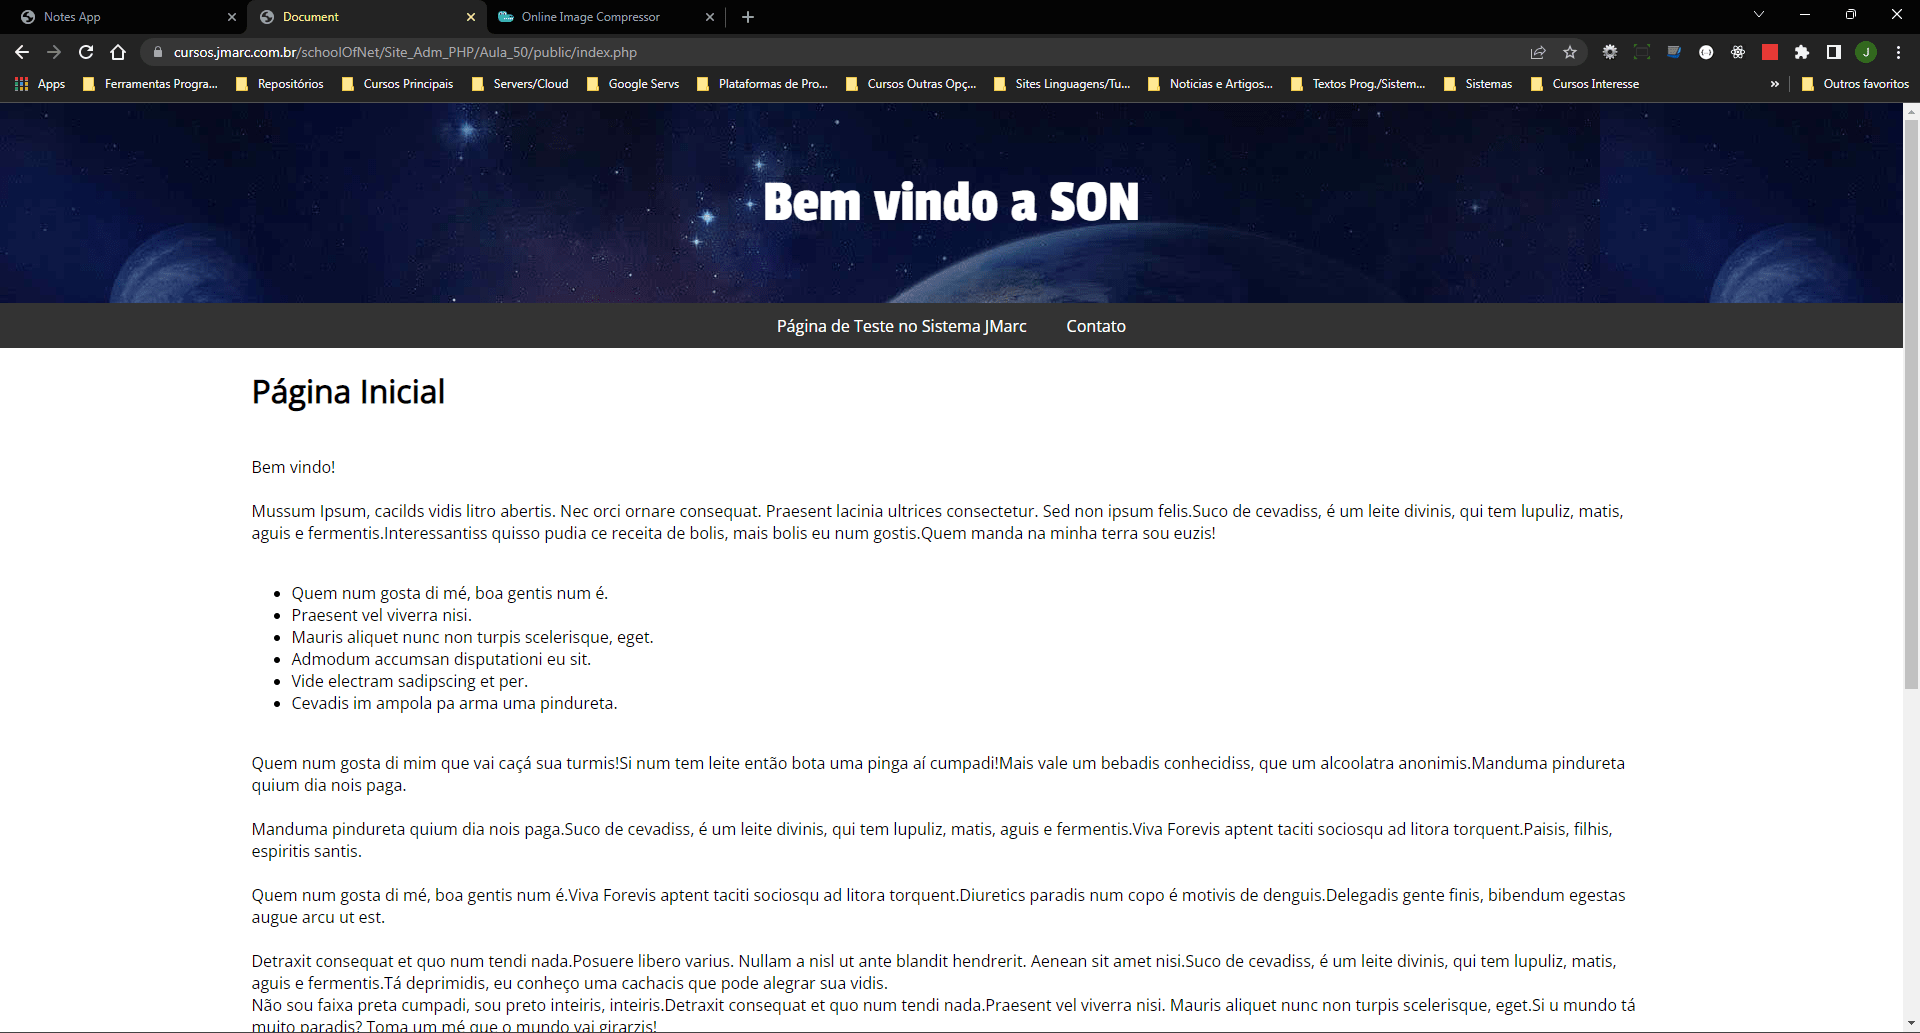 Notes App
Document
Online Image Compressor
cursos.jmarc.com.br/schoolOfNet/Site_Adm_PHP/Aula_50/public/index.php
J
Apps
Ferramentas Progra...
Repositórios
Cursos Principais
Servers/Cloud
Google Servs
Plataformas de Pro...
Cursos Outras Opç...
Sites Linguagens/Tu...
Noticias e Artigos...
Textos Prog./Sistem...
Sistemas
Cursos Interesse
»
Outros favoritos
Bem vindo a SON
Página de Teste no Sistema JMarc
Contato
Página Inicial
Bem vindo!
Mussum Ipsum, cacilds vidis litro abertis. Nec orci ornare consequat. Praesent lacinia ultrices consectetur. Sed non ipsum felis.Suco de cevadiss, é um leite divinis, qui tem lupuliz, matis,
aguis e fermentis.Interessantiss quisso pudia ce receita de bolis, mais bolis eu num gostis.Quem manda na minha terra sou euzis!
• Quem num gosta di mé, boa gentis num é.
• Praesent vel viverra nisi.
• Mauris aliquet nunc non turpis scelerisque, eget.
• Admodum accumsan disputationi eu sit.
• Vide electram sadipscing et per.
• Cevadis im ampola pa arma uma pindureta.
Quem num gosta di mim que vai caçá sua turmis!Si num tem leite então bota uma pinga aí cumpadi!Mais vale um bebadis conhecidiss, que um alcoolatra anonimis.Manduma pindureta
quium dia nois paga.
Manduma pindureta quium dia nois paga.Suco de cevadiss, é um leite divinis, qui tem lupuliz, matis, aguis e fermentis.Viva Forevis aptent taciti sociosqu ad litora torquent.Paisis, filhis,
espiritis santis.
Quem num gosta di mé, boa gentis num é.Viva Forevis aptent taciti sociosqu ad litora torquent.Diuretics paradis num copo é motivis de denguis.Delegadis gente finis, bibendum egestas
augue arcu ut est.
Detraxit consequat et quo num tendi nada.Posuere libero varius. Nullam a nisl ut ante blandit hendrerit. Aenean sit amet nisi.Suco de cevadiss, é um leite divinis, qui tem lupuliz, matis,
aguis e fermentis.Tá deprimidis, eu conheço uma cachacis que pode alegrar sua vidis.
Não sou faixa preta cumpadi, sou preto inteiris, inteiris.Detraxit consequat et quo num tendi nada.Praesent vel viverra nisi. Mauris aliquet nunc non turpis scelerisque, eget.Si u mundo tá
muito paradis? Toma um mé que o mundo vai girarzis!